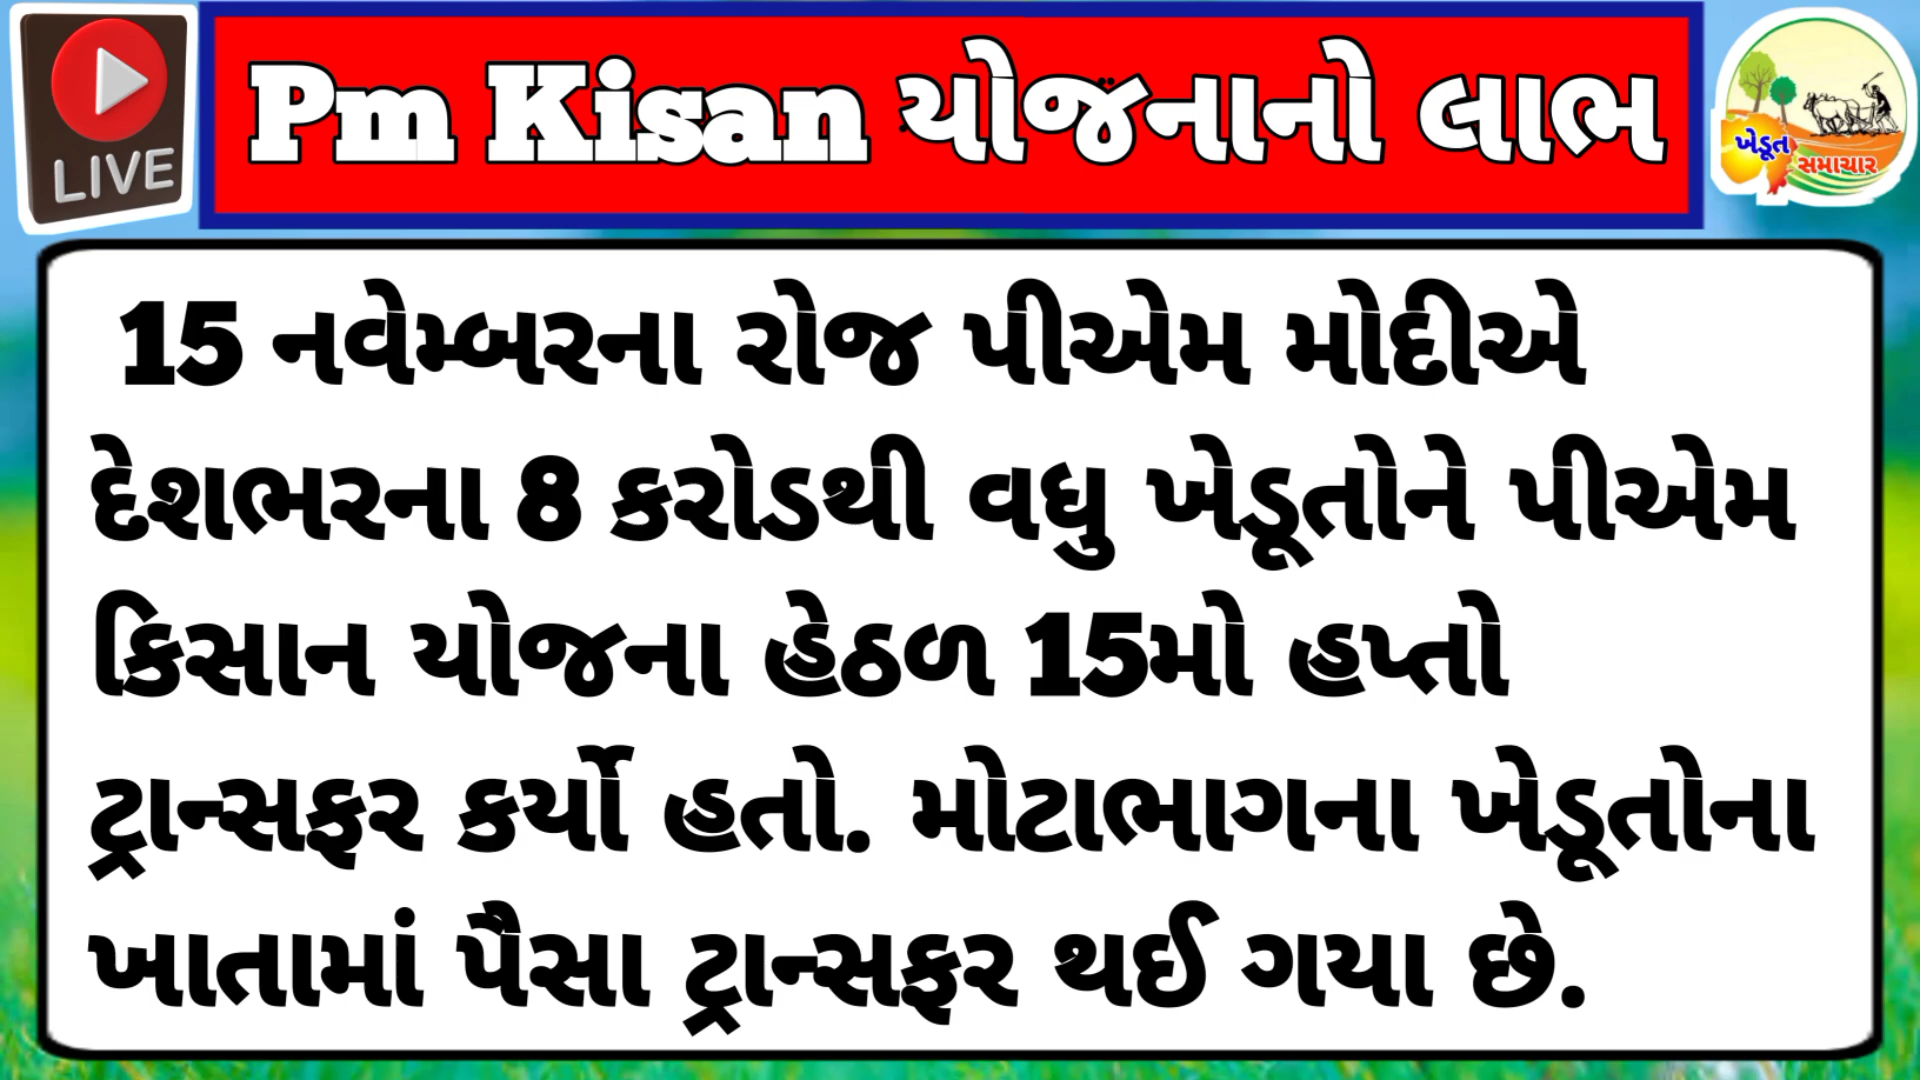 LIVE
Pm Kisan યોજનાનો લાભ
ખેડૂત
સમાચાર
15 નવેમ્બરના રોજ પીએમ મોદીએ
દેશભરના 8 કરોડથી વધુ ખેડૂતોને પીએમ
કિસાન યોજના હેઠળ 15મો હપ્તો
ટ્રાન્સફર કર્યો હતો. મોટાભાગના ખેડૂતોના
ખાતામાં પૈસા ટ્રાન્સફર થઈ ગયા છે.